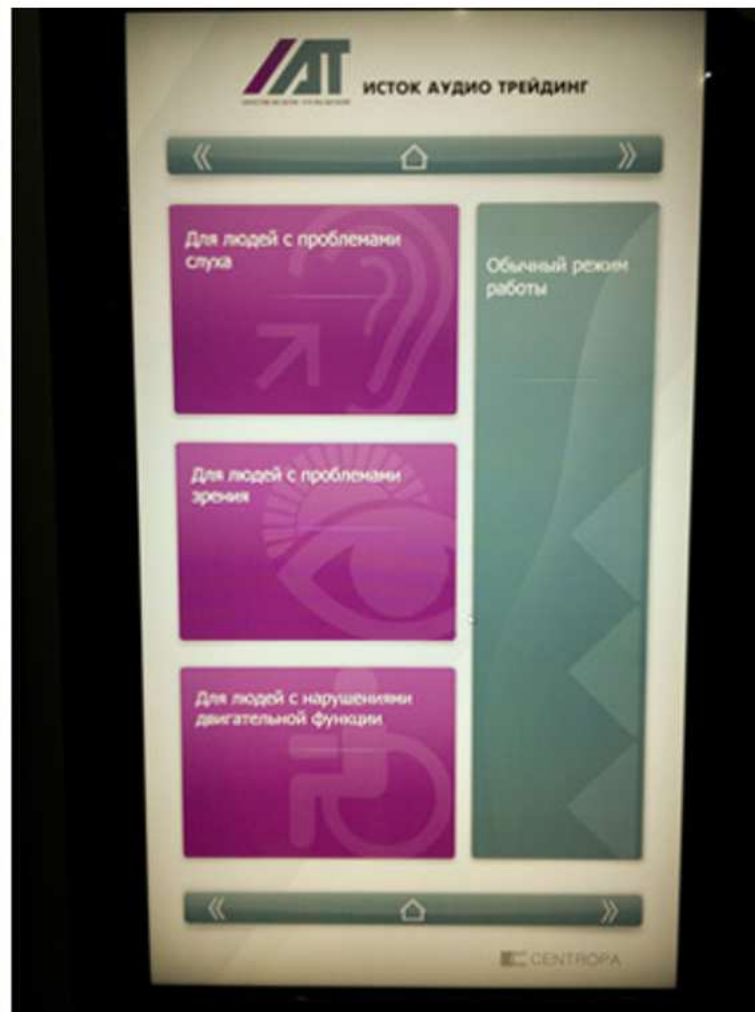 ИАТ
ИСТОК АУДИО ТРЕЙДИНГ
Для людей с проблемами
слуха
Обычный режим
работы
Для людей с проблемами
зрения
Для людей с нарушениями
двигательной функции
CENTROPA